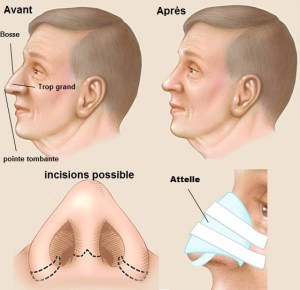 Avant
Après
Bosse
Trop grand
pointe tombante
incisions possible
Attelle